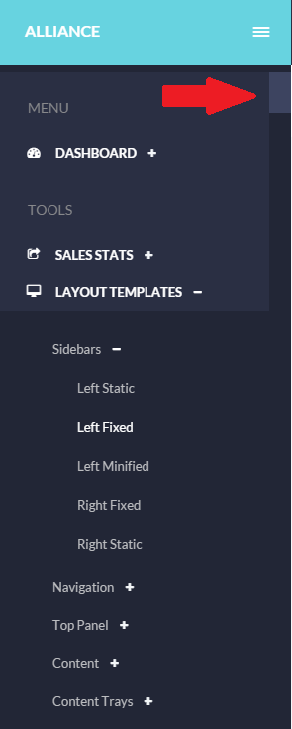 ALLIANCE
MENU
DASHBOARD +
TOOLS
SALES STATS +
LAYOUT TEMPLATES −
Sidebars −
Left Static
Left Fixed
Left Minified
Right Fixed
Right Static
Navigation +
Top Panel +
Content +
Content Trays +